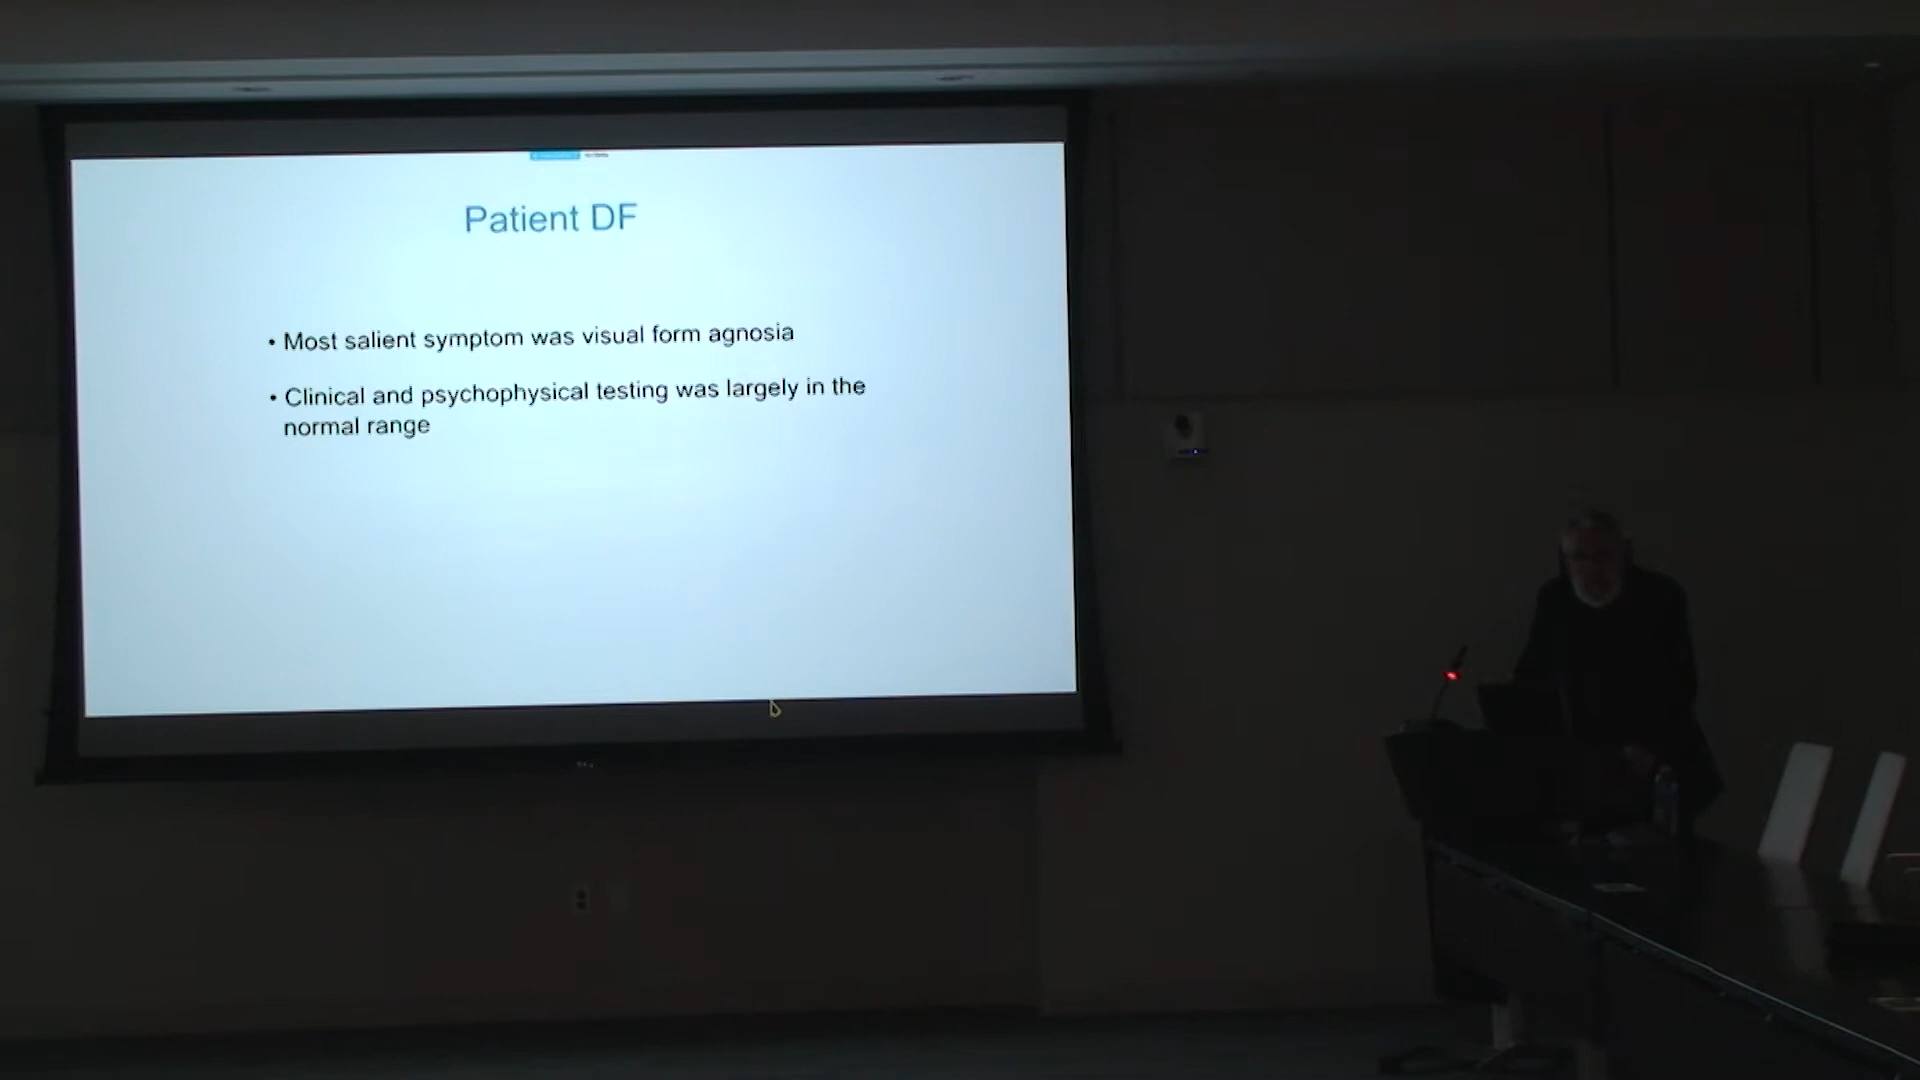 Patient DF
• Most salient symptom was visual form agnosia
• Clinical and psychophysical testing was largely in the
normal range